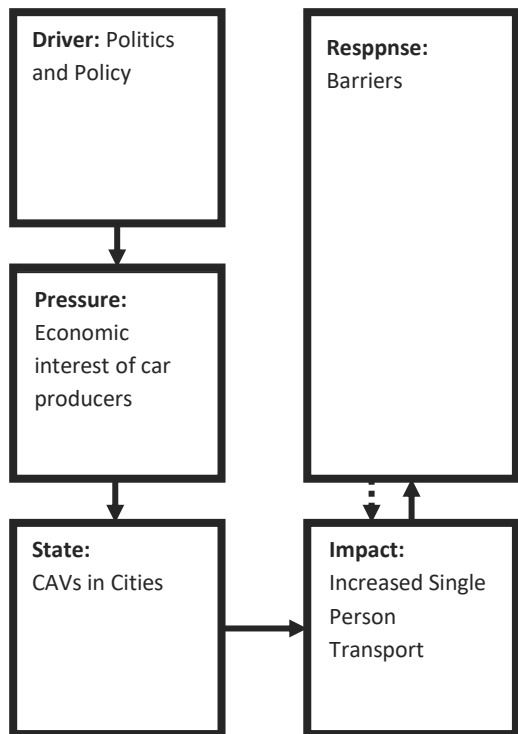 Driver: Politics
and Policy
Resppnse:
Barriers
Pressure:
Economic
interest of car
producers
State:
CAVs in Cities
Impact:
Increased Single
Person
Transport